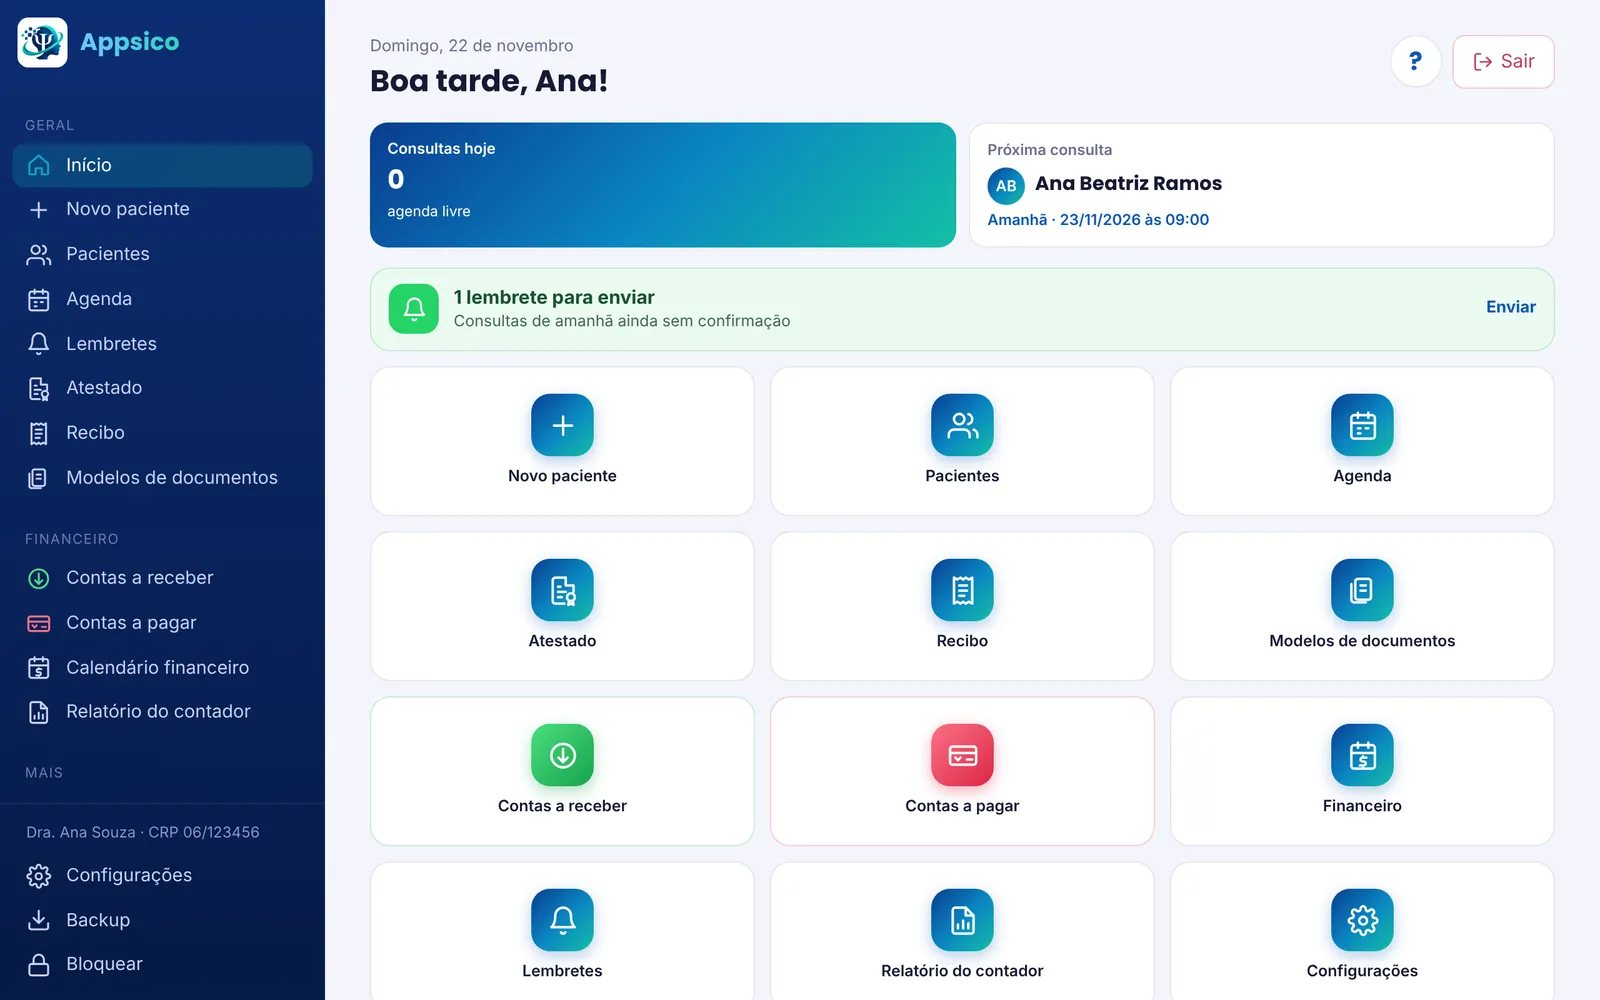 Appsico
GERAL
Início
Novo paciente
Pacientes
Agenda
Lembretes
Atestado
Recibo
Modelos de documentos
FINANCEIRO
Contas a receber
Contas a pagar
Calendário financeiro
Relatório do contador
MAIS
Dra. Ana Souza · CRP 06/123456
Configurações
Backup
Bloquear
Domingo, 22 de novembro
Boa tarde, Ana!
?
Sair
Consultas hoje
0
agenda livre
Próxima consulta
AB
Ana Beatriz Ramos
Amanhã · 23/11/2026 às 09:00
1 lembrete para enviar
Consultas de amanhã ainda sem confirmação
Enviar
Novo paciente
Pacientes
Agenda
Atestado
Recibo
Modelos de documentos
Contas a receber
Contas a pagar
Financeiro
Lembretes
Relatório do contador
Configurações